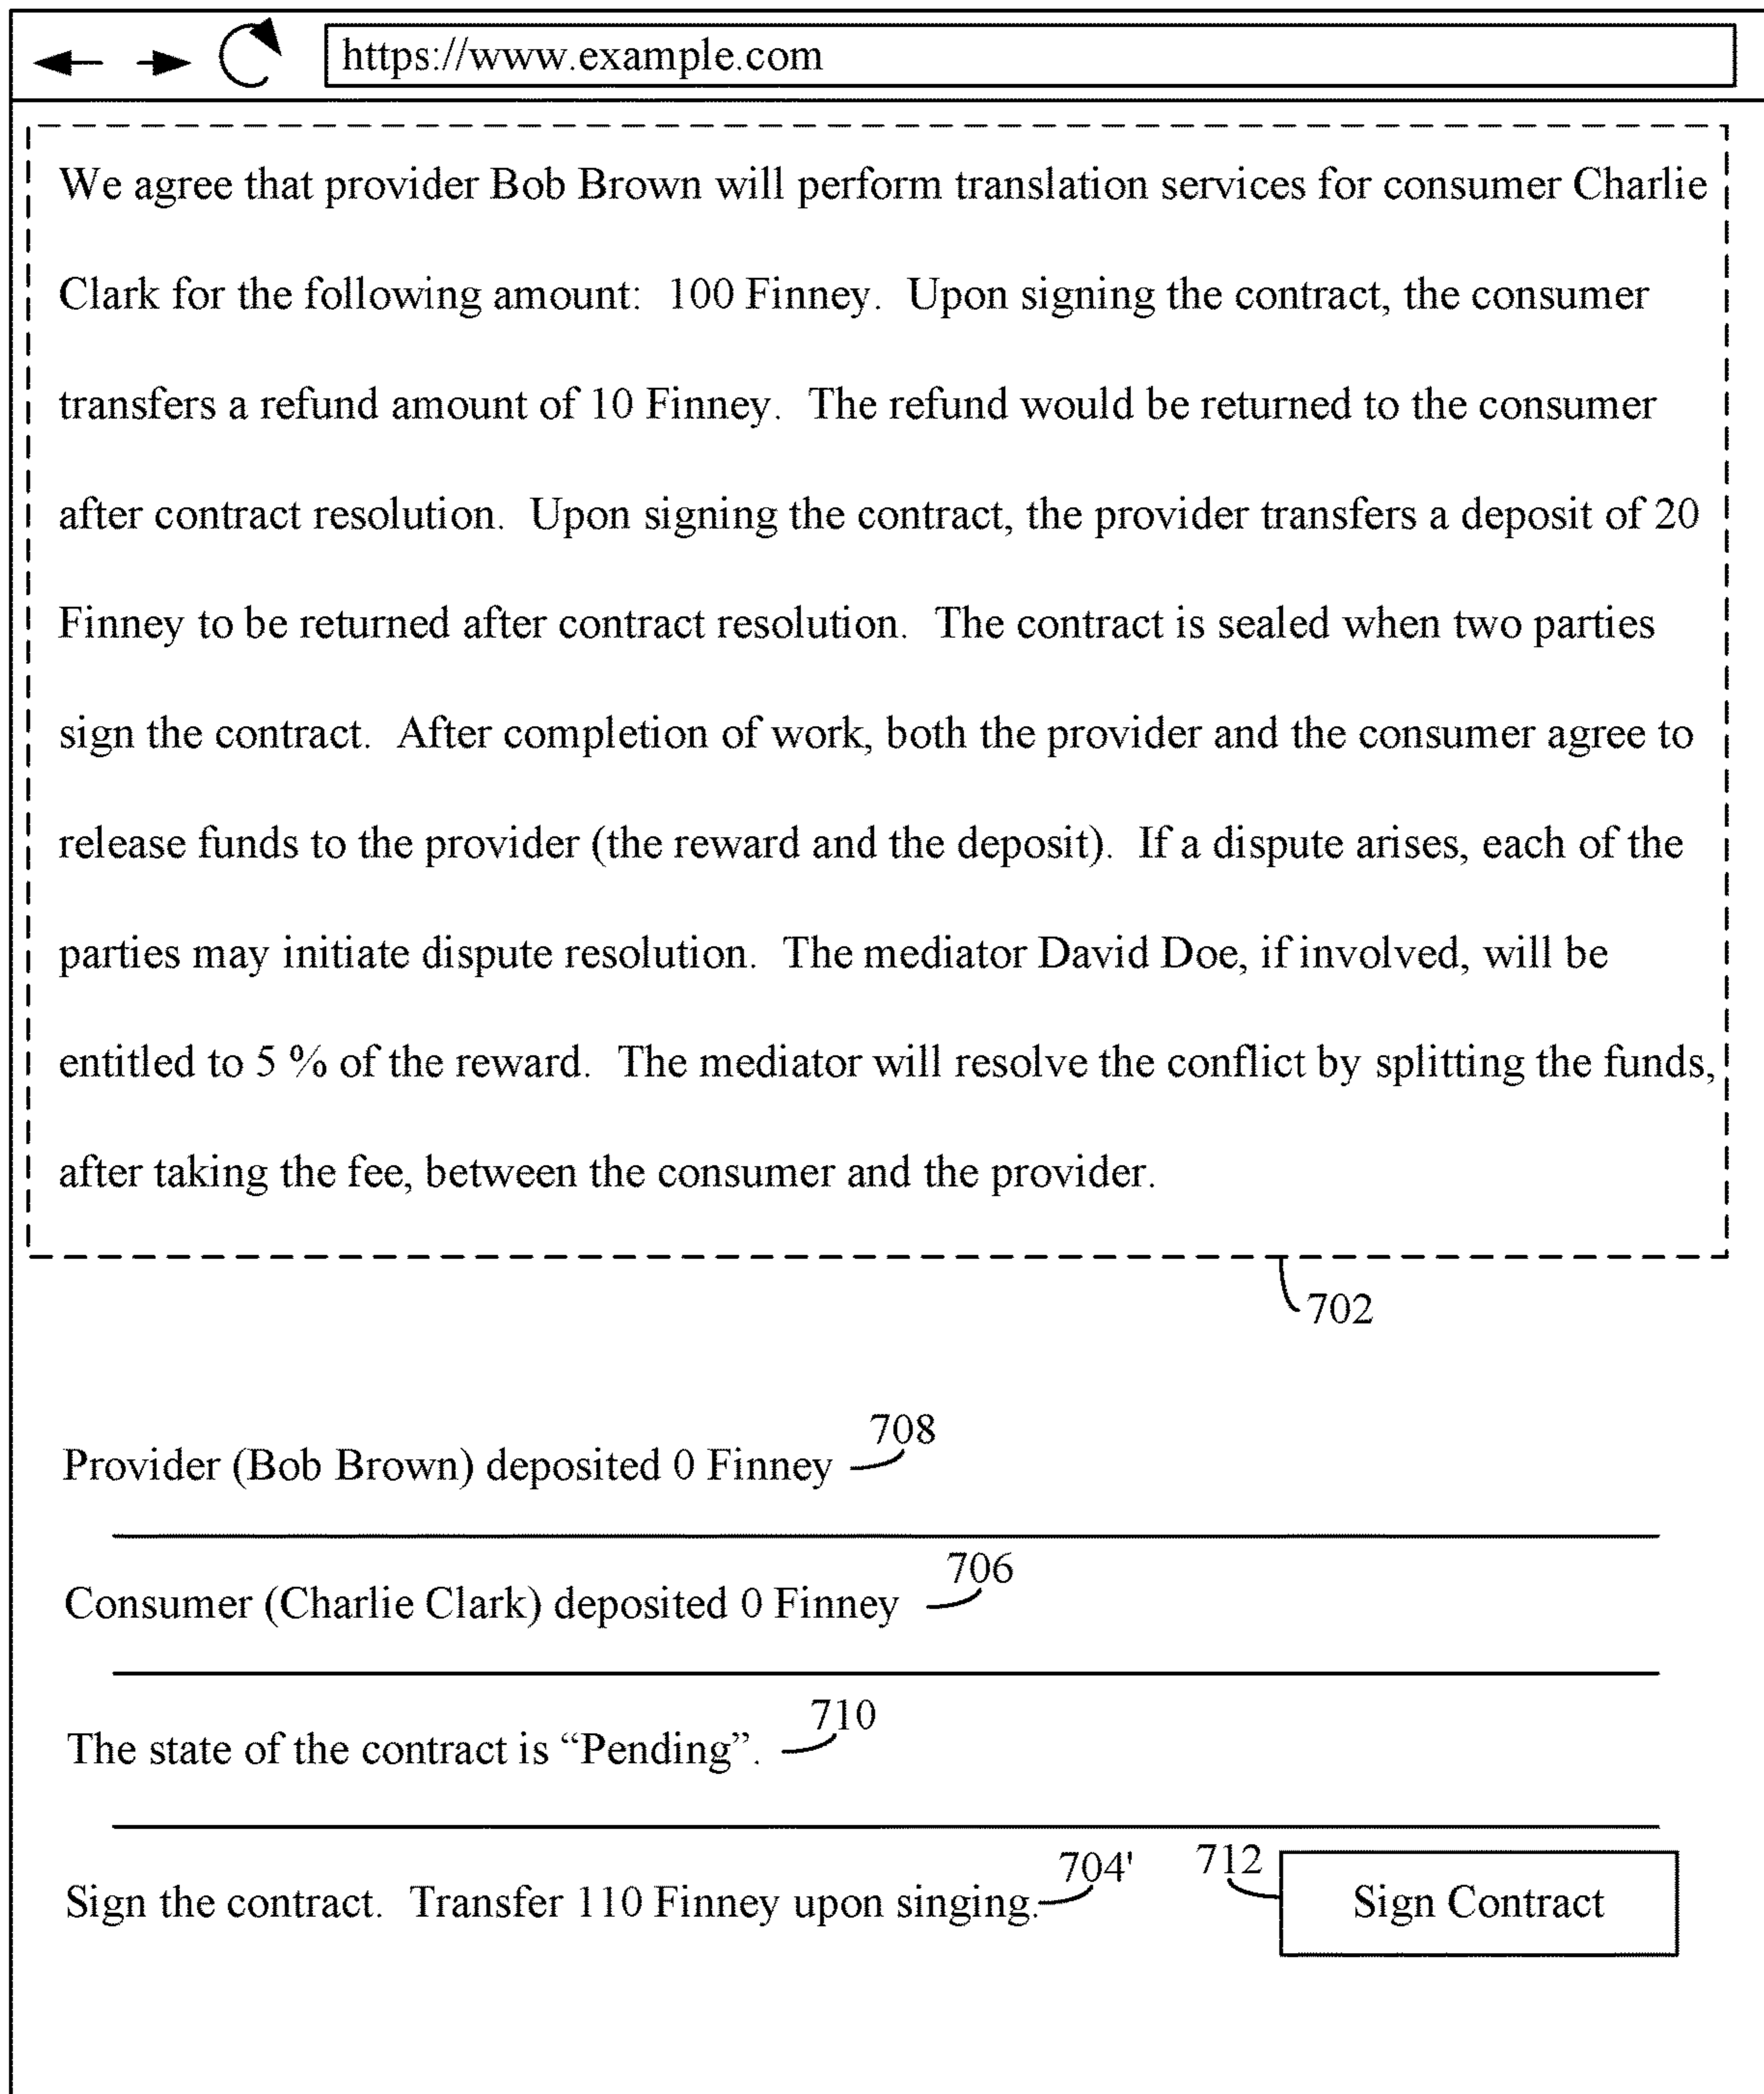 https://www.example.com
We agree that provider Bob Brown will perform translation services for consumer Charlie
Clark for the following amount: 100 Finney. Upon signing the contract, the consumer
transfers a refund amount of 10 Finney. The refund would be returned to the consumer
after contract resolution. Upon signing the contract, the provider transfers a deposit of 20
Finney to be returned after contract resolution. The contract is sealed when two parties
sign the contract. After completion of work, both the provider and the consumer agree to
release funds to the provider (the reward and the deposit). If a dispute arises, each of the
parties may initiate dispute resolution. The mediator David Doe, if involved, will be
entitled to 5 % of the reward. The mediator will resolve the conflict by splitting the funds,
after taking the fee, between the consumer and the provider.
702
708
Provider (Bob Brown) deposited 0 Finney
706
Consumer (Charlie Clark) deposited 0 Finney
710
The state of the contract is “Pending”.
704' 712
Sign the contract. Transfer 110 Finney upon singing. Sign Contract